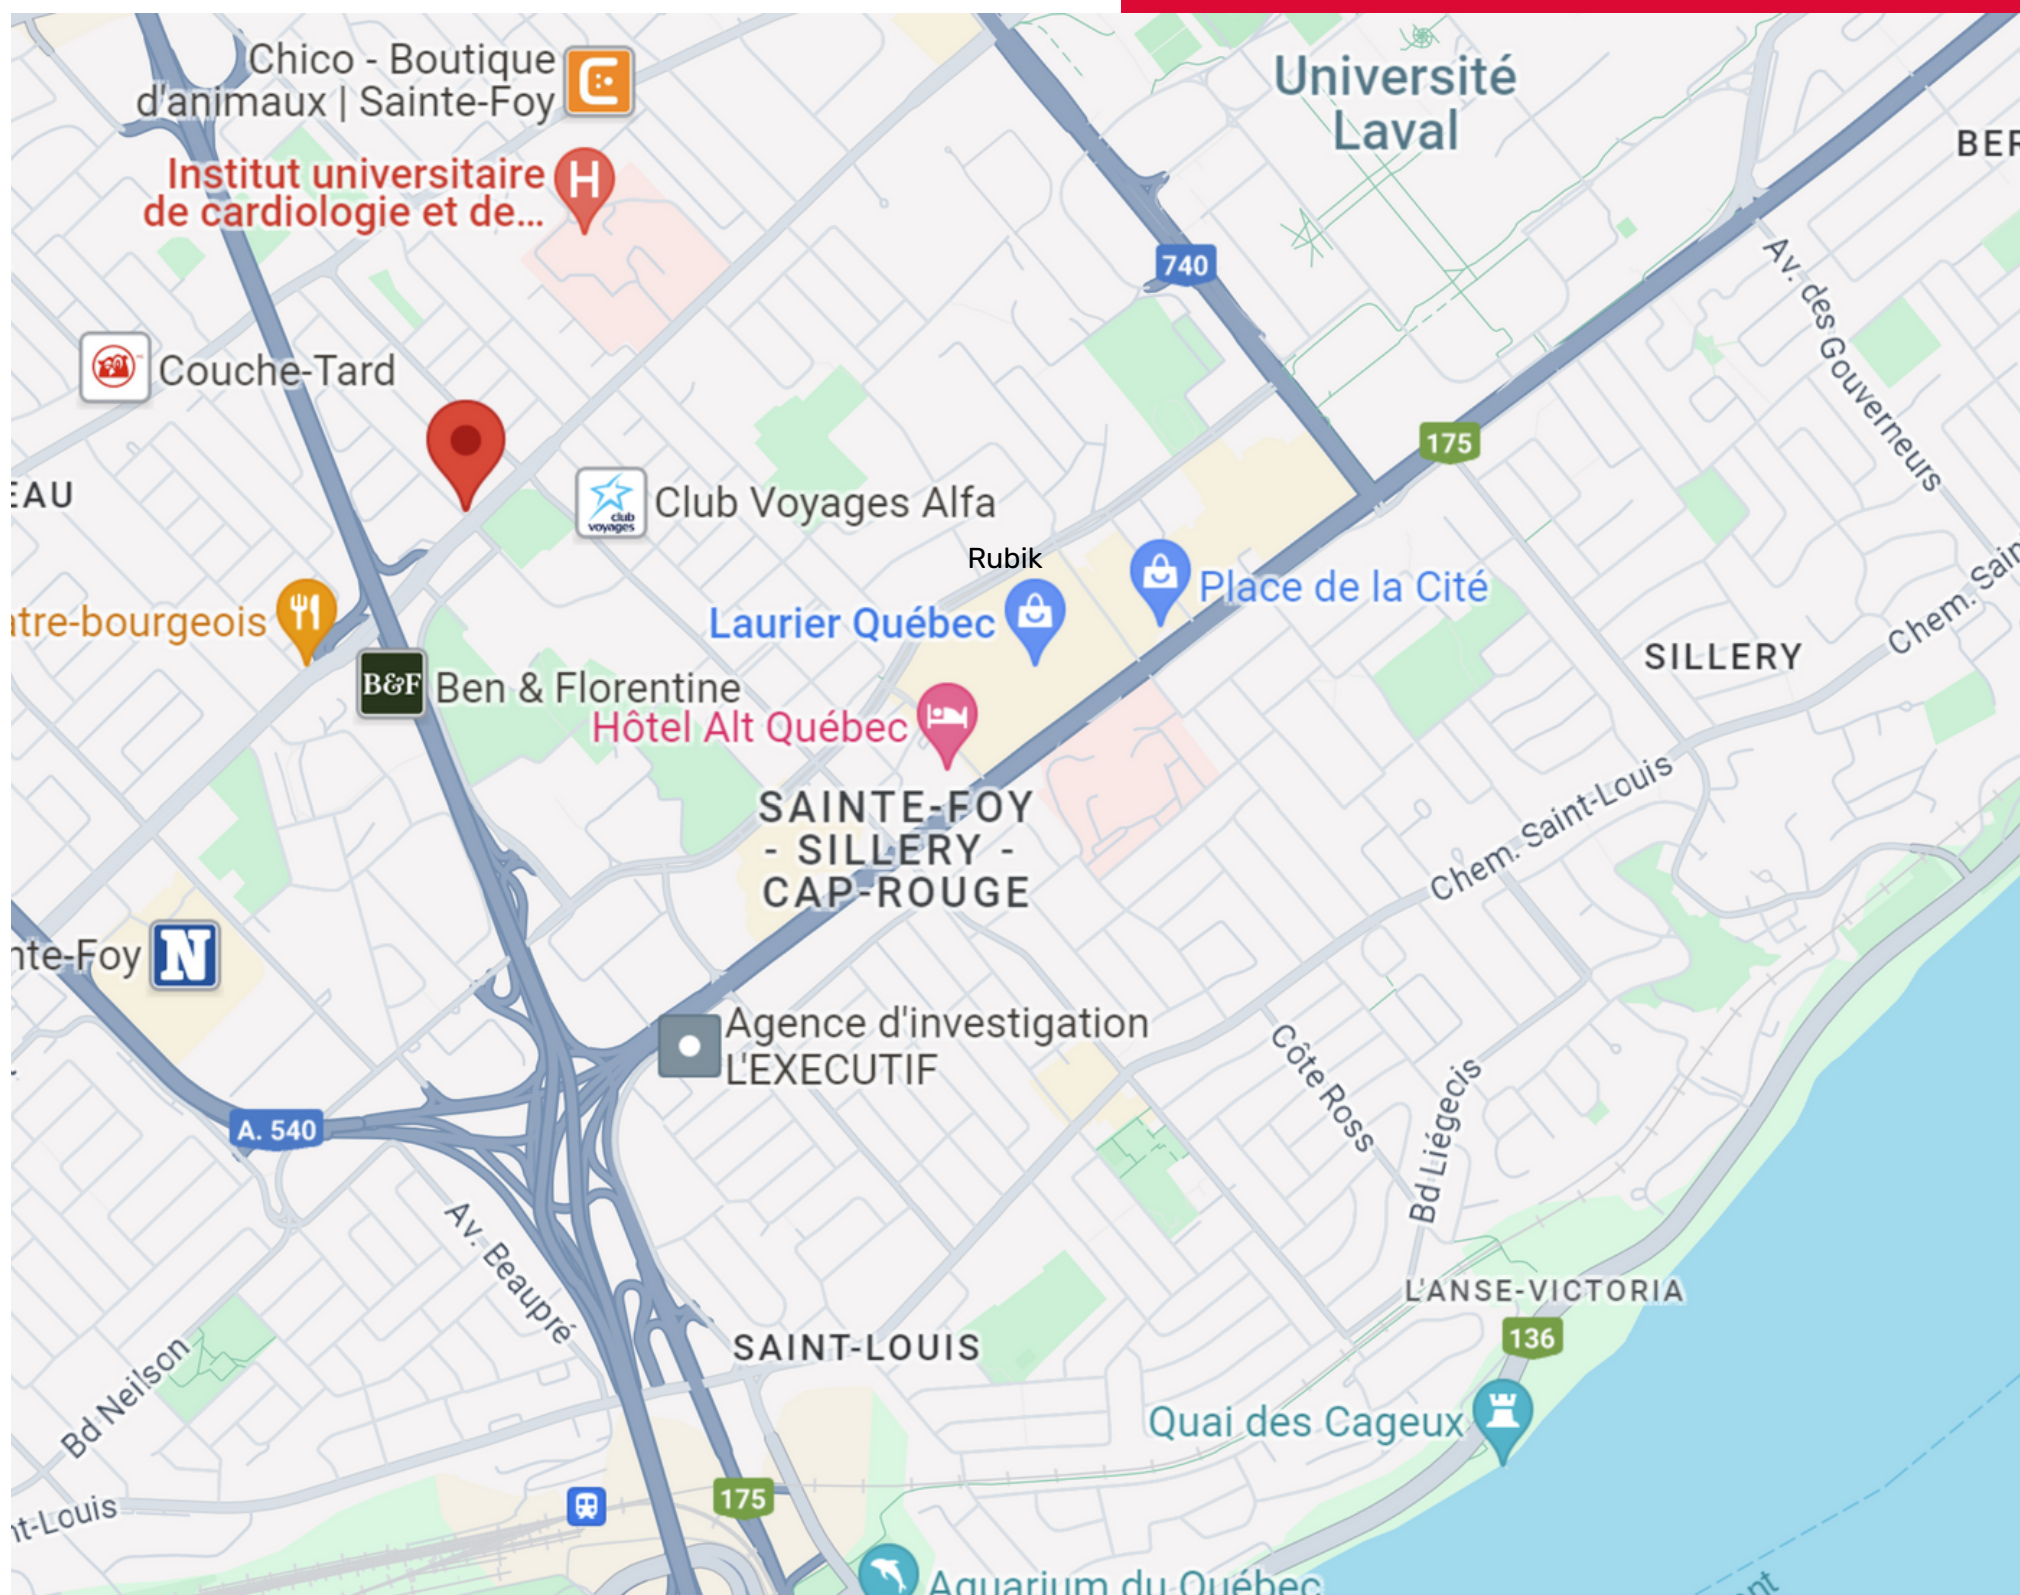 Chico - Boutique
d'animaux | Sainte-Foy
Université
Laval
BER
Institut universitaire
de cardiologie et de...
H
740
Av. des Gouverneurs
Couche-Tard
175
EAU
Club Voyages Alfa
club
voyages
Rubik
Chem. Sain
Place de la Cité
Laurier Québec
atre-bourgeois
SILLERY
B&F
Ben & Florentine
Hôtel Alt Québec
SAINTE-FOY
- SILLERY -
CAP-ROUGE
Chem. Saint-Louis
nte-Foy
N
Agence d'investigation
L'EXECUTIF
Côte Ross
Bd Liégeois
A. 540
Av. Beaupré
L'ANSE-VICTORIA
136
SAINT-LOUIS
Bd Neilson
Quai des Cageux
175
nt-Louis
Aquarium du Québec